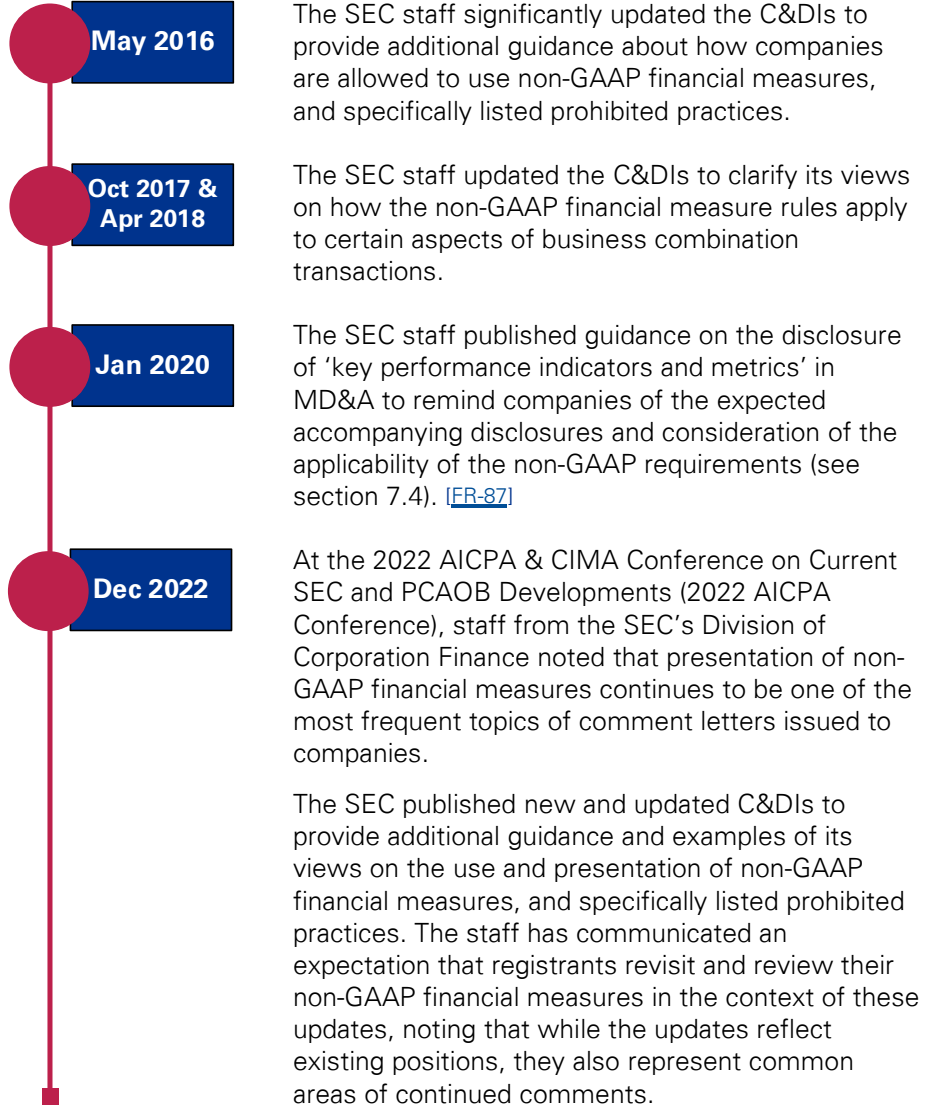 May 2016
The SEC staff significantly updated the C&DIs to
provide additional guidance about how companies
are allowed to use non-GAAP financial measures,
and specifically listed prohibited practices.
Oct 2017 &
Apr 2018
The SEC staff updated the C&DIs to clarify its views
on how the non-GAAP financial measure rules apply
to certain aspects of business combination
transactions.
Jan 2020
The SEC staff published guidance on the disclosure
of ‘key performance indicators and metrics’ in
MD&A to remind companies of the expected
accompanying disclosures and consideration of the
applicability of the non-GAAP requirements (see
section 7.4). [FR-87]
Dec 2022
At the 2022 AICPA & CIMA Conference on Current
SEC and PCAOB Developments (2022 AICPA
Conference), staff from the SEC’s Division of
Corporation Finance noted that presentation of non-
GAAP financial measures continues to be one of the
most frequent topics of comment letters issued to
companies.
The SEC published new and updated C&DIs to
provide additional guidance and examples of its
views on the use and presentation of non-GAAP
financial measures, and specifically listed prohibited
practices. The staff has communicated an
expectation that registrants revisit and review their
non-GAAP financial measures in the context of these
updates, noting that while the updates reflect
existing positions, they also represent common
areas of continued comments.